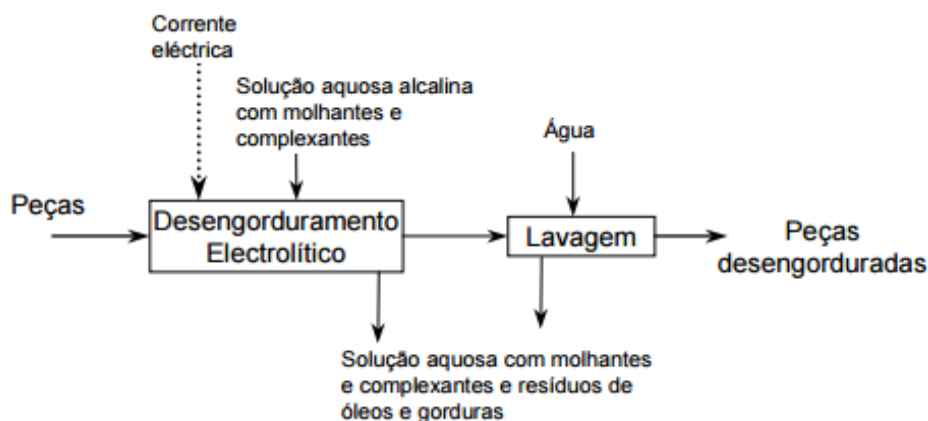 Corrente
eléctrica
Solução aquosa alcalina
com molhantes e
complexantes
Água
Peças
Desengorduramento
Electrolítico
Lavagem
Peças
desengorduradas
Solução aquosa com molhantes
e complexantes e resíduos de
óleos e gorduras